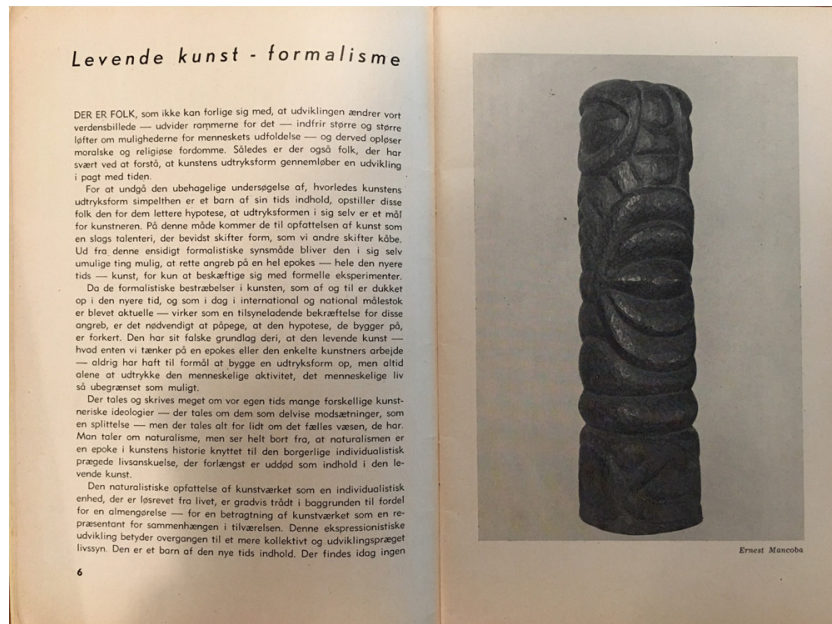 Levende kunst - formalisme
DER ER FOLK, som ikke kan forlige sig med, at udviklingen ændrer vort
verdensbillede — udvider rammerne for det — indfrir større og større
løfter om mulighederne for menneskets udfoldelse — og derved opløser
moralske og religiøse fordomme. Således er der også folk, der har
svært ved at forstå, at kunstens udtryksform gennemløber en udvikling
i pagt med tiden.
For at undgå den ubehagelige undersøgelse af, hvorledes kunstens
udtryksform simpelthen er et barn af sin tids indhold, opstiller disse
folk den for dem lettere hypotese, at udtryksformen i sig selv er et mål
for kunstneren. På denne måde kommer de til opfattelsen af kunst som
en slags talenteri, der bevidst skifter form, som vi andre skifter kåbe.
Ud fra denne ensidigt formalistiske synsmåde bliver den i sig selv
umulige ting mulig, at rette angreb på en hel epokes — hele den nyere
tids — kunst, for kun at beskæftige sig med formelle eksperimenter.
Da de formalistiske bestræbelser i kunsten, som af og til er dukket
op i den nyere tid, og som i dag i international og national målestok
er blevet aktuelle — virker som en tilsyneladende bekræftelse for disse
angreb, er det nødvendigt at påpege, at den hypotese, de bygger på,
er forkert. Den har sit falske grundlag deri, at den levende kunst —
hvad enten vi tænker på en epokes eller den enkelte kunstners arbejde
— aldrig har haft til formål at bygge en udtryksform op, men altid
alene at udtrykke den menneskelige aktivitet, det menneskelige liv
så ubegrænset som muligt.
Der tales og skrives meget om vor egen tids mange forskellige kunst-
neriske ideologier — der tales om dem som delvise modsætninger, som
en splittelse — men der tales alt for lidt om det fælles væsen, de har.
Man taler om naturalisme, men ser helt bort fra, at naturalismen er
en epoke i kunstens historie knyttet til den borgerlige individualistisk
prægede livsanskuelse, der forlængst er uddød som indhold i den le-
vende kunst.
Den naturalistiske opfattelse af kunstværket som en individualistisk
enhed, der er løsrevet fra livet, er gradvis trådt i baggrunden til fordel
for en almengørelse — for en betragtning af kunstværket som en re-
præsentant for sammenhængen i tilværelsen. Denne ekspressionistiske
udvikling betyder overgangen til et mere kollektivt og udviklingspræget
livssyn. Den er et barn af den nye tids indhold. Der findes idag ingen
6
Ernest Mancoba